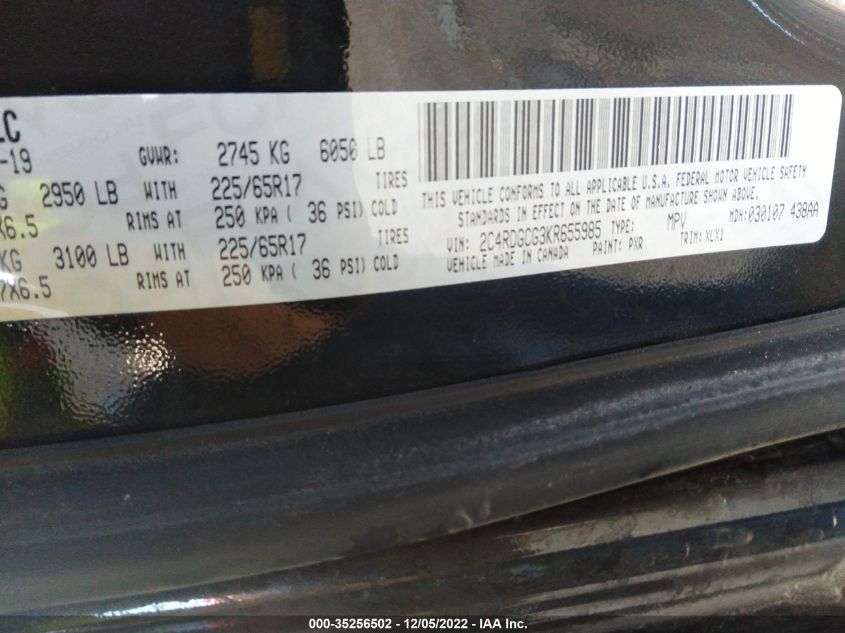 LC
-19 GVWR: 2745 KG 6050 LB
G 2950 LB WITH 225/65R17 TIRES
X6.5 RIMS AT 250 KPA ( 36 PSI) COLD
KG 3100 LB WITH 225/65R17 TIRES
7X6.5 RIMS AT 250 KPA ( 36 PSI) COLD
THIS VEHICLE CONFORMS TO ALL APPLICABLE U.S.A. FEDERAL MOTOR VEHICLE SAFETY
STANDARDS IN EFFECT ON THE DATE OF MANUFACTURE SHOWN ABOVE.
MDH: 030107 438AA
VIN: 2C4RDGCG3KR655985 TYPE: MPV
VEHICLE MADE IN CANADA PAINT: PXR TRIM: XLX1
000-35256502 - 12/05/2022 - IAA Inc.